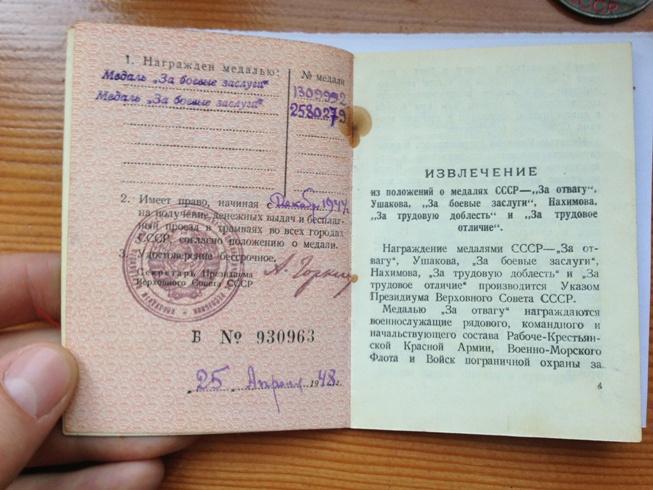 1. Награжден медалью:
№ медали
Медаль „За боевые заслуги“
1309992
Медаль „За боевые заслуги“
2580279
2. Имеет право, начиная с декабр. 1944 г.
на получение денежных выдач и бесплат-
ный проезд в трамваях во всех городах
СССР, согласно положению о медали.
3. Удостоверение бессрочное.
Секретарь Президиума
Верховного Совета СССР
А. Горкин
Б № 930963
25 Апреля 1948 г.
ИЗВЛЕЧЕНИЕ
из положений о медалях СССР—„За отвагу“,
Ушакова, „За боевые заслуги“, Нахимова,
„За трудовую доблесть“ и „За трудовое
отличие“.
Награждение медалями СССР—„За от-
вагу“, Ушакова, „За боевые заслуги“,
Нахимова, „За трудовую доблесть“ и „За
трудовое отличие“ производится Указом
Президиума Верховного Совета СССР.
Медалью „За отвагу“ награждаются
военнослужащие рядового, командного и
начальствующего состава Рабоче-Крестьян-
ской Красной Армии, Военно-Морского
Флота и Войск пограничной охраны за
4